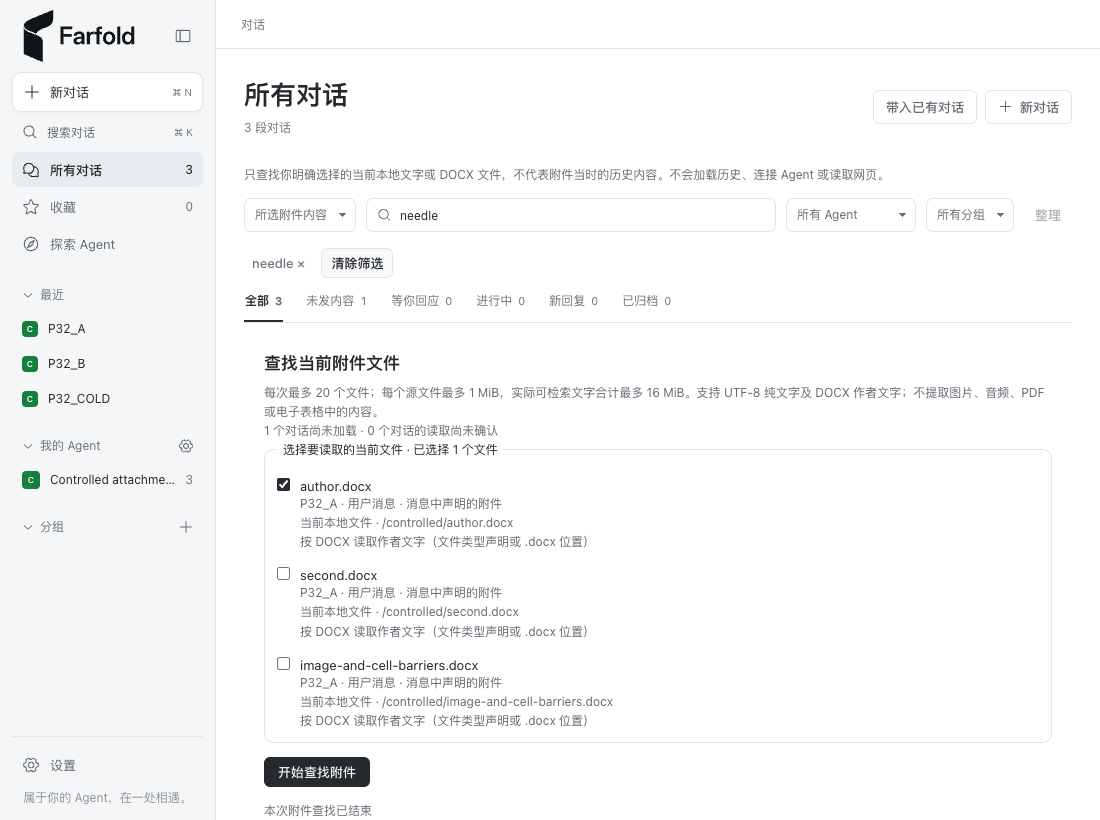 Farfold
新对话 ⌘ N
搜索对话 ⌘ K
所有对话 3
收藏 0
探索 Agent
最近
C P32_A
C P32_B
C P32_COLD
我的 Agent
C Controlled attachme... 3
分组
设置
属于你的 Agent，在一处相遇。
对话
所有对话
3 段对话
带入已有对话
新对话
只查找你明确选择的当前本地文字或 DOCX 文件，不代表附件当时的历史内容。不会加载历史、连接 Agent 或读取网页。
所选附件内容 needle 所有 Agent 所有分组 整理
needle × 清除筛选
全部 3 未发内容 1 等你回应 0 进行中 0 新回复 0 已归档 0
查找当前附件文件
每次最多 20 个文件；每个源文件最多 1 MiB，实际可检索文字合计最多 16 MiB。支持 UTF-8 纯文字及 DOCX 作者文字；不提取图片、音频、PDF
或电子表格中的内容。
1 个对话尚未加载 · 0 个对话的读取尚未确认
选择要读取的当前文件 · 已选择 1 个文件
author.docx
P32_A · 用户消息 · 消息中声明的附件
当前本地文件 · /controlled/author.docx
按 DOCX 读取作者文字（文件类型声明或 .docx 位置）
second.docx
P32_A · 用户消息 · 消息中声明的附件
当前本地文件 · /controlled/second.docx
按 DOCX 读取作者文字（文件类型声明或 .docx 位置）
image-and-cell-barriers.docx
P32_A · 用户消息 · 消息中声明的附件
当前本地文件 · /controlled/image-and-cell-barriers.docx
按 DOCX 读取作者文字（文件类型声明或 .docx 位置）
开始查找附件
本次附件查找已结束